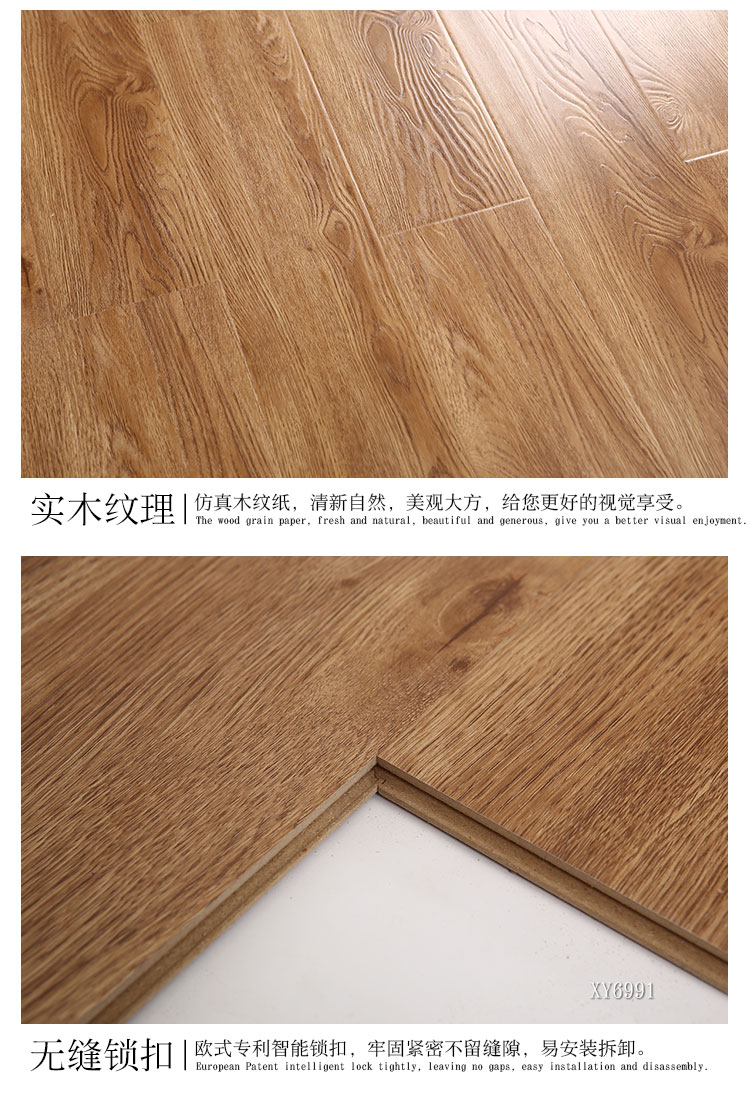 实木纹理 | 仿真木纹纸，清新自然，美观大方，给您更好的视觉享受。
The wood grain paper, fresh and natural, beautiful and generous, give you a better visual enjoyment.
XY6991
无缝锁扣 | 欧式专利智能锁扣，牢固紧密不留缝隙，易安装拆卸。
European Patent intelligent lock tightly, leaving no gaps, easy installation and disassembly.